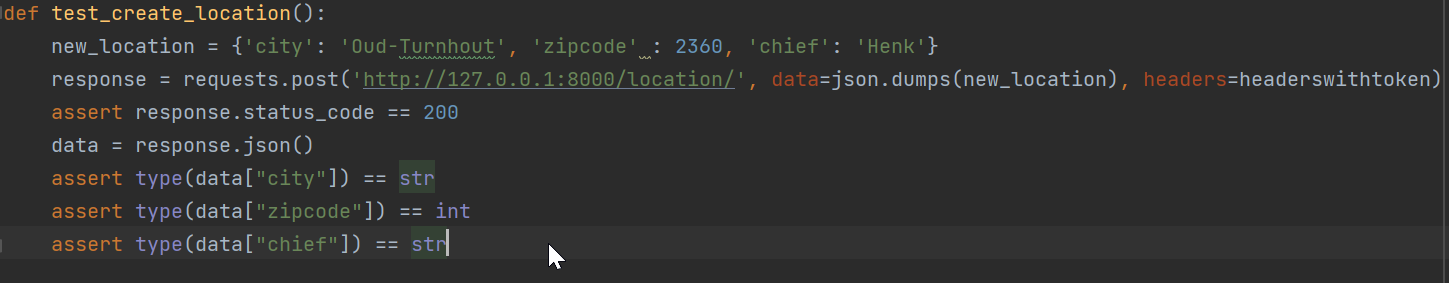 def test_create_location():
    new_location = {'city': 'Oud-Turnhout', 'zipcode' : 2360, 'chief': 'Henk'}
    response = requests.post('http://127.0.0.1:8000/location/', data=json.dumps(new_location), headers=headerswithtoken)
    assert response.status_code == 200
    data = response.json()
    assert type(data["city"]) == str
    assert type(data["zipcode"]) == int
    assert type(data["chief"]) == str